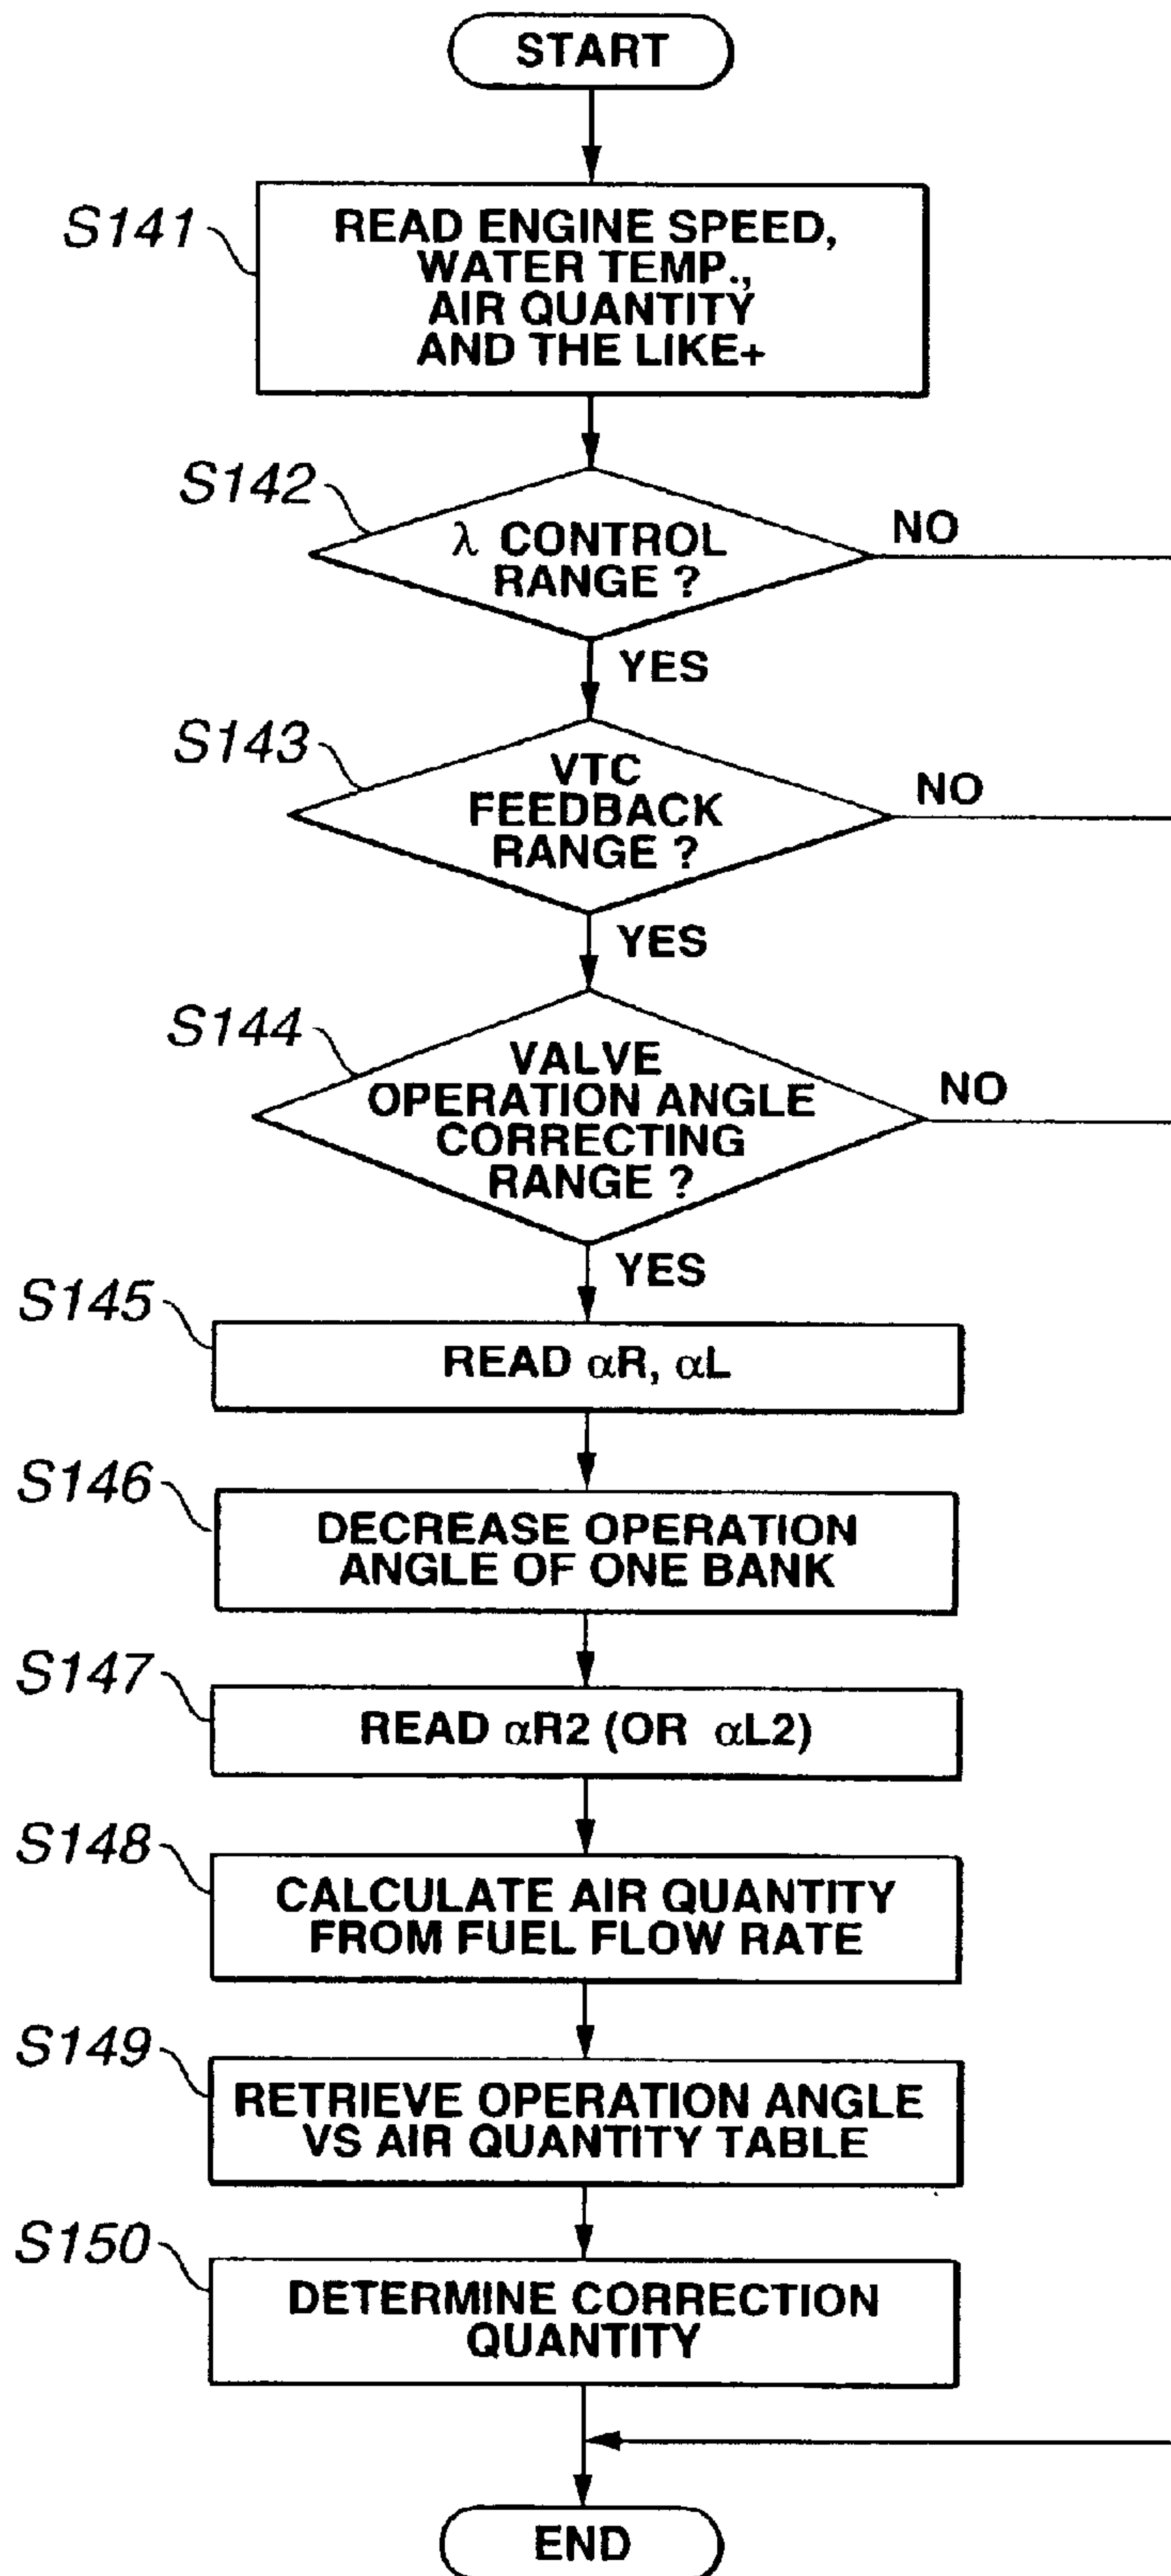 START
S141
READ ENGINE SPEED,
WATER TEMP.,
AIR QUANTITY
AND THE LIKE+
S142
λ CONTROL
RANGE ?
NO
YES
S143
VTC
FEEDBACK
RANGE ?
NO
YES
S144
VALVE
OPERATION ANGLE
CORRECTING
RANGE ?
NO
YES
S145
READ αR, αL
S146
DECREASE OPERATION
ANGLE OF ONE BANK
S147
READ αR2 (OR αL2)
S148
CALCULATE AIR QUANTITY
FROM FUEL FLOW RATE
S149
RETRIEVE OPERATION ANGLE
VS AIR QUANTITY TABLE
S150
DETERMINE CORRECTION
QUANTITY
END